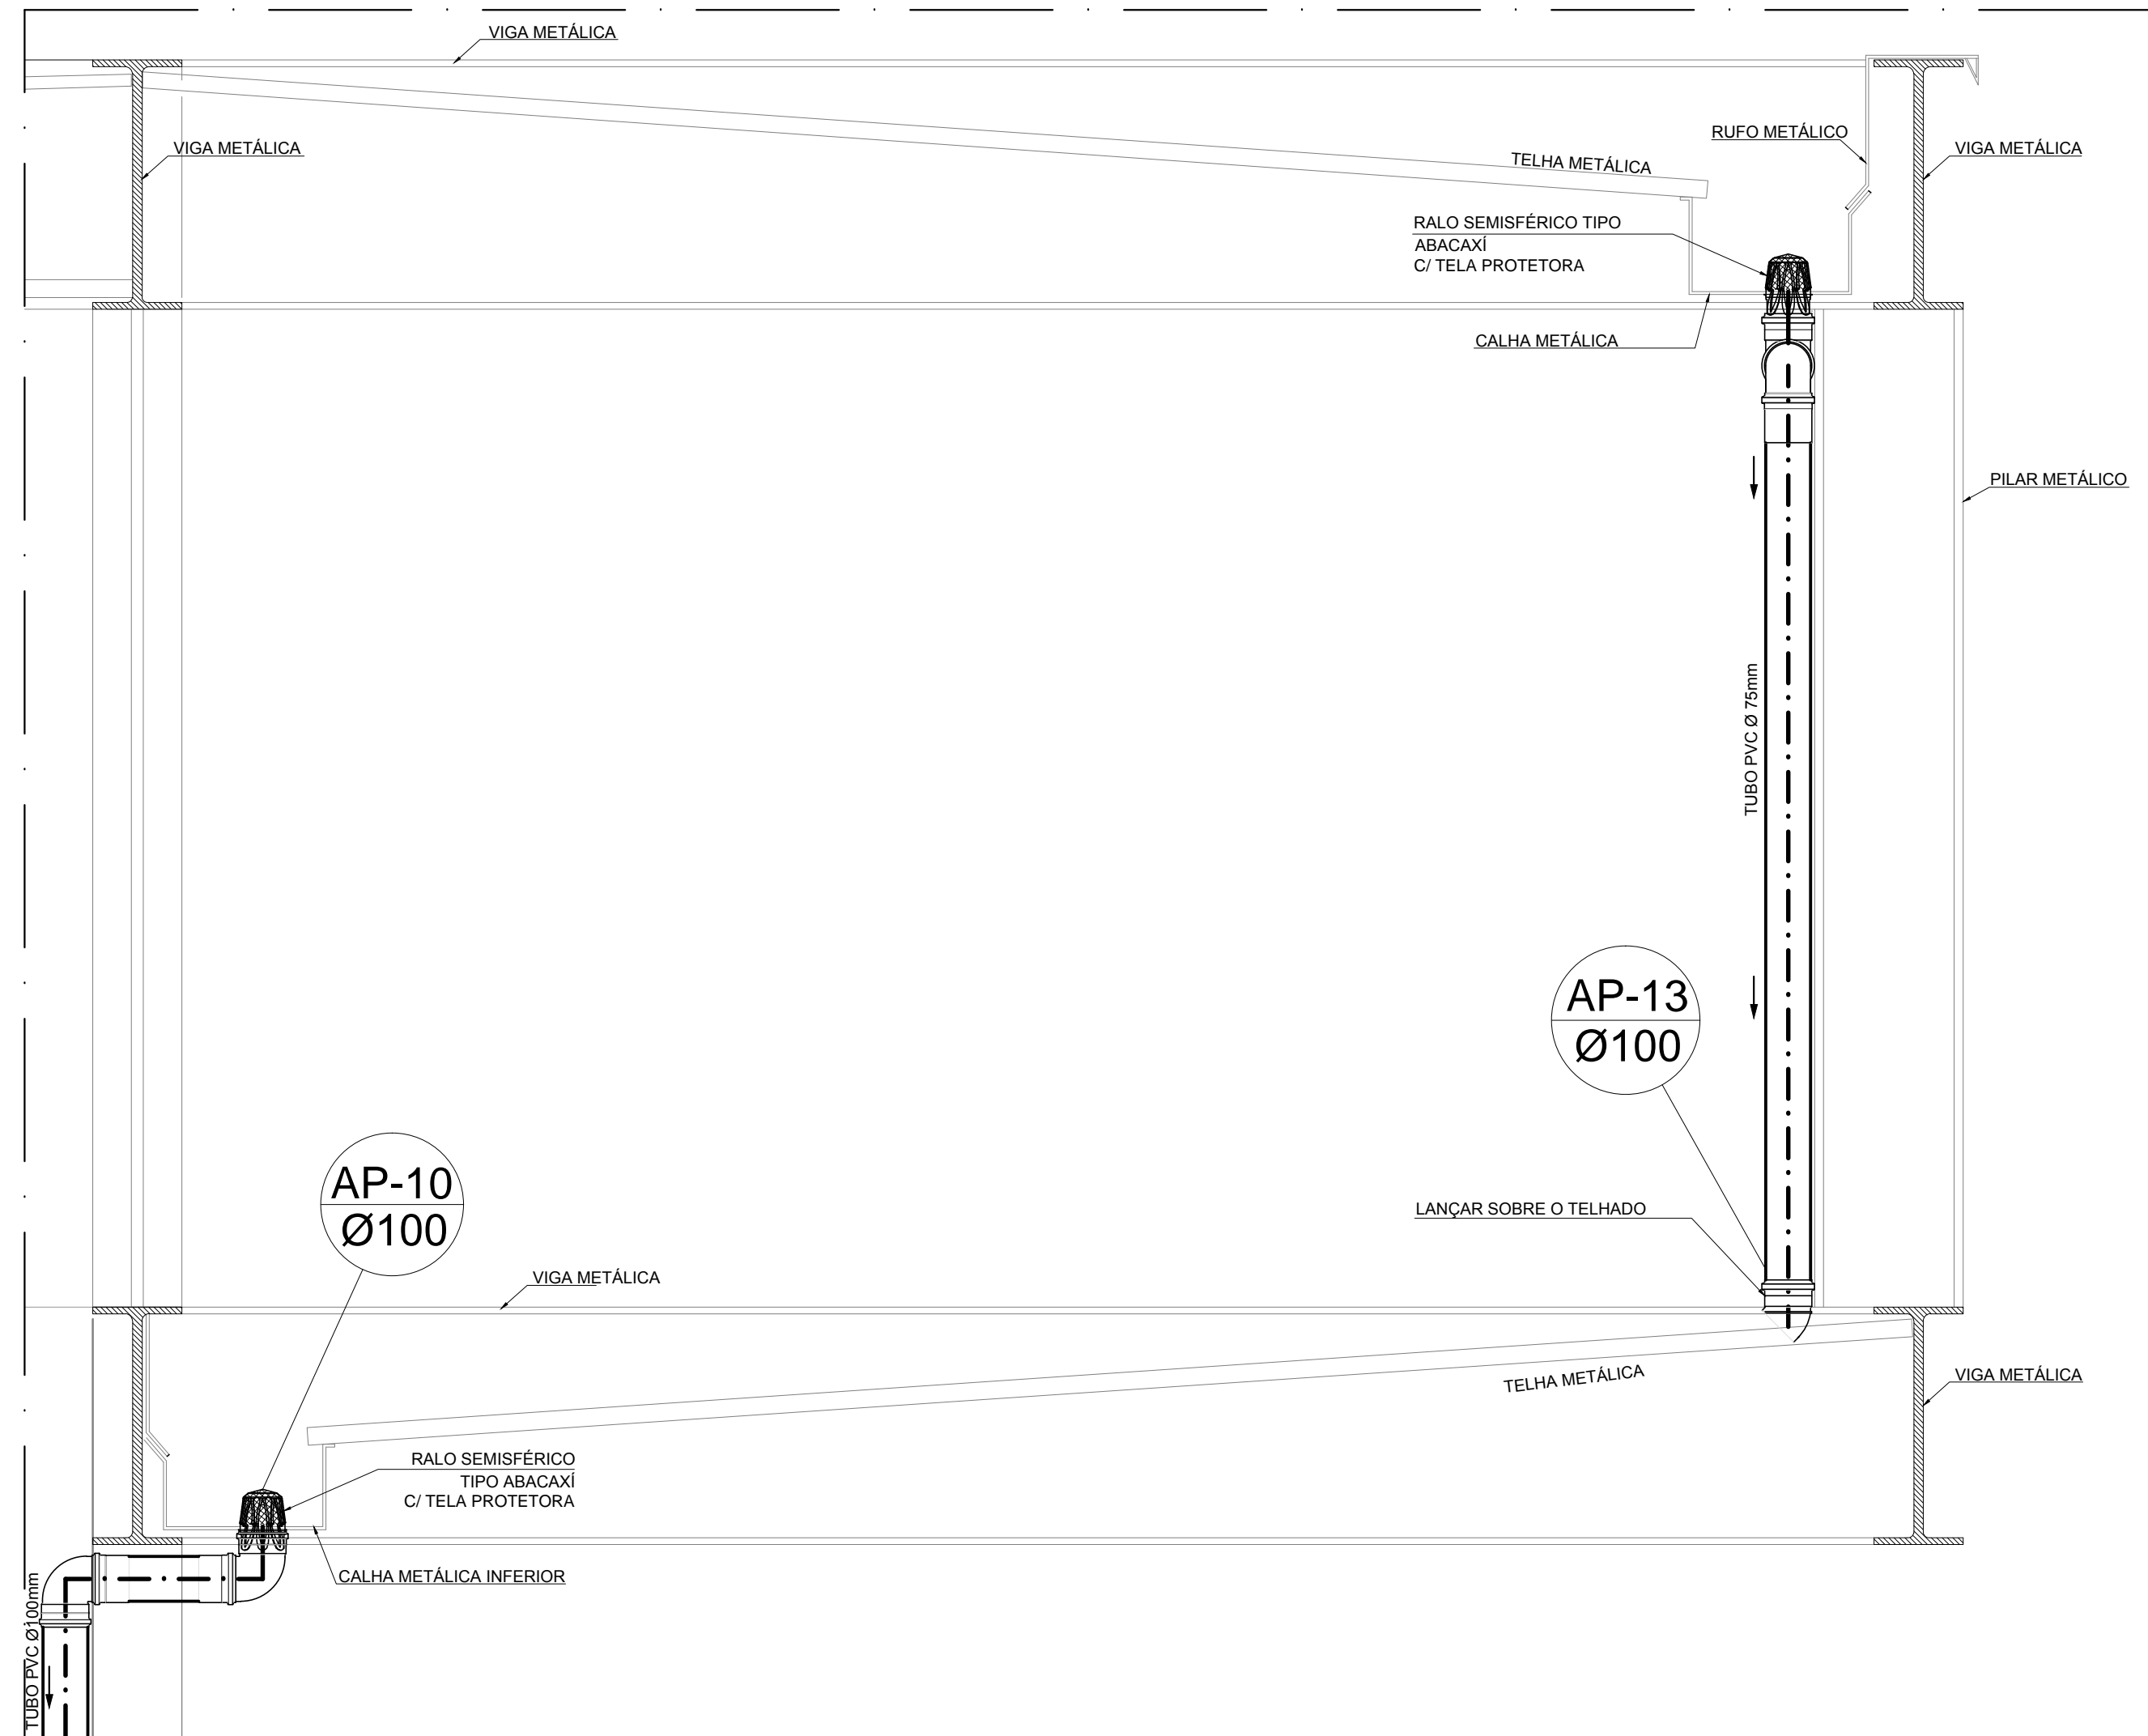 VIGA METÁLICA
VIGA METÁLICA
RUFO METÁLICO
VIGA METÁLICA
TELHA METÁLICA
RALO SEMISFÉRICO TIPO
ABACAXÍ
C/ TELA PROTETORA
CALHA METÁLICA
PILAR METÁLICO
TUBO PVC Ø 75mm
AP-13
Ø100
AP-10
Ø100
LANÇAR SOBRE O TELHADO
VIGA METÁLICA
TELHA METÁLICA
VIGA METÁLICA
RALO SEMISFÉRICO
TIPO ABACAXÍ
C/ TELA PROTETORA
CALHA METÁLICA INFERIOR
TUBO PVC Ø100mm